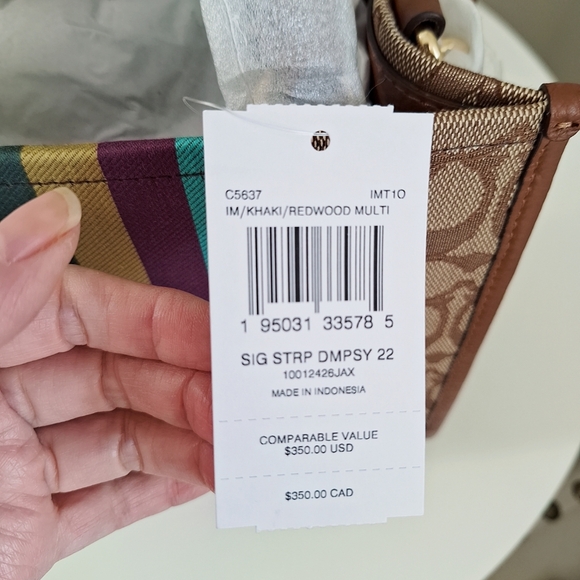 C5637 IMT1O
IM/KHAKI/REDWOOD MULTI
1 95031 33578 5
SIG STRP DMPSY 22
10012426JAX
MADE IN INDONESIA
COMPARABLE VALUE
$350.00 USD
$350.00 CAD